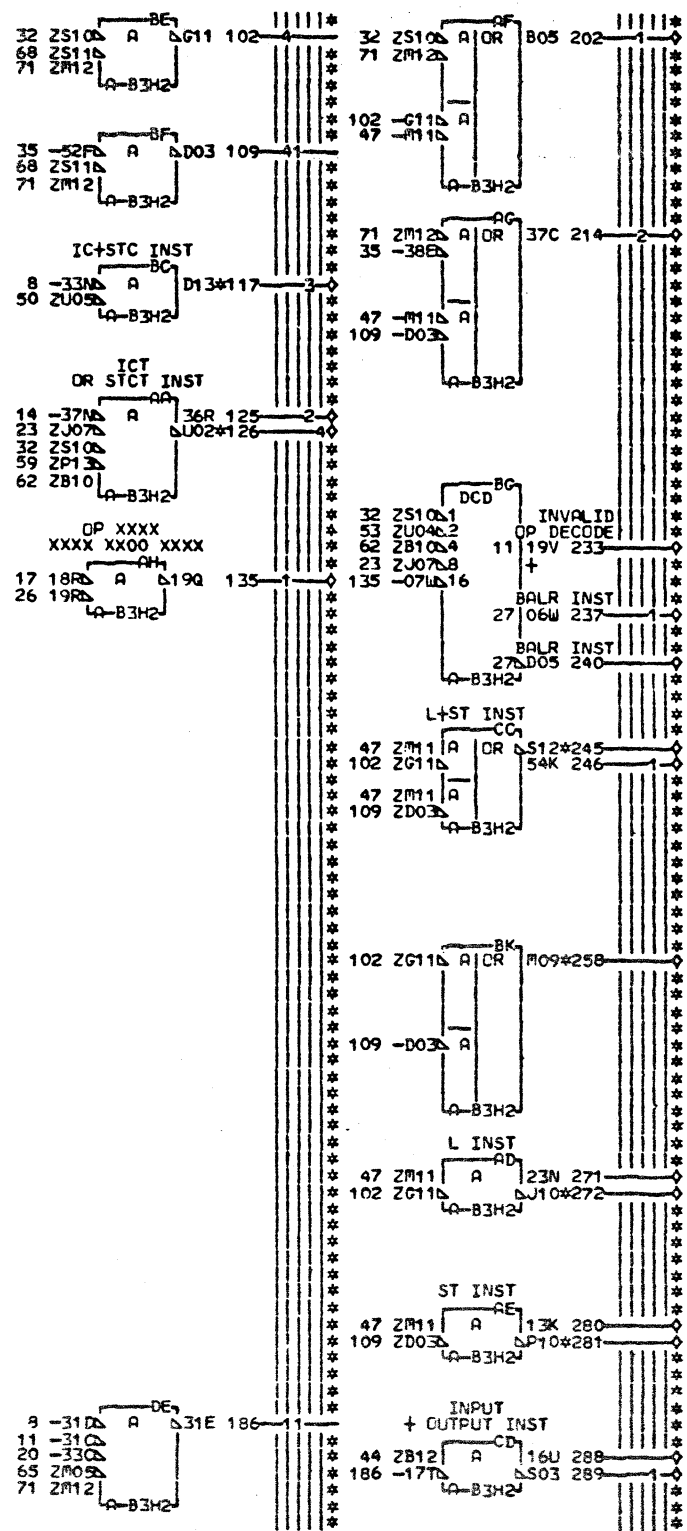 BE
32 ZS10 A G11 102 4
68 ZS11
71 ZM12
A B3H2
BF
35 -52F A D03 109 41
68 ZS11
71 ZM12
A B3H2
IC+STC INST
BC
8 -33N A D13*117 3
50 ZU05
A B3H2
ICT
OR STCT INST
AA
14 -37N A 36R 125 2
23 ZJ07 U02*126 4
32 ZS10
59 ZP13
62 ZB10
A B3H2
OP XXXX
XXXX XX00 XXXX
AH
17 18R A 19Q 135 1
26 19R
A B3H2
DE
8 -31D A 31E 186 11
11 -31C
20 -33C
65 ZM05
71 ZM12
A B3H2
AF
32 ZS10 A OR B05 202 1
71 ZM12
102 -G11 A
47 -M11
A B3H2
AG
71 ZM12 A OR 37C 214 2
35 -38E
47 -M11 A
109 -D03
A B3H2
BG
DCD
32 ZS10 1 INVALID
53 ZU04 2 OP DECODE
62 ZB10 4 11 19V 233
23 ZJ07 8 +
135 -07W 16
BALR INST
27 06W 237 1
BALR INST
27 D05 240
A B3H2
L+ST INST
CC
47 ZM11 A OR S12*245
102 ZG11 54K 246 1
47 ZM11 A
109 ZD03
A B3H2
BK
102 ZG11 A OR M09*258
109 -D03 A
A B3H2
L INST
AD
47 ZM11 A 23N 271
102 ZG11 J10*272
A B3H2
ST INST
AE
47 ZM11 A 13K 280
109 ZD03 P10*281
A B3H2
INPUT
+ OUTPUT INST
CD
44 ZB12 A 16U 288
186 -17T S03 289 1
A B3H2